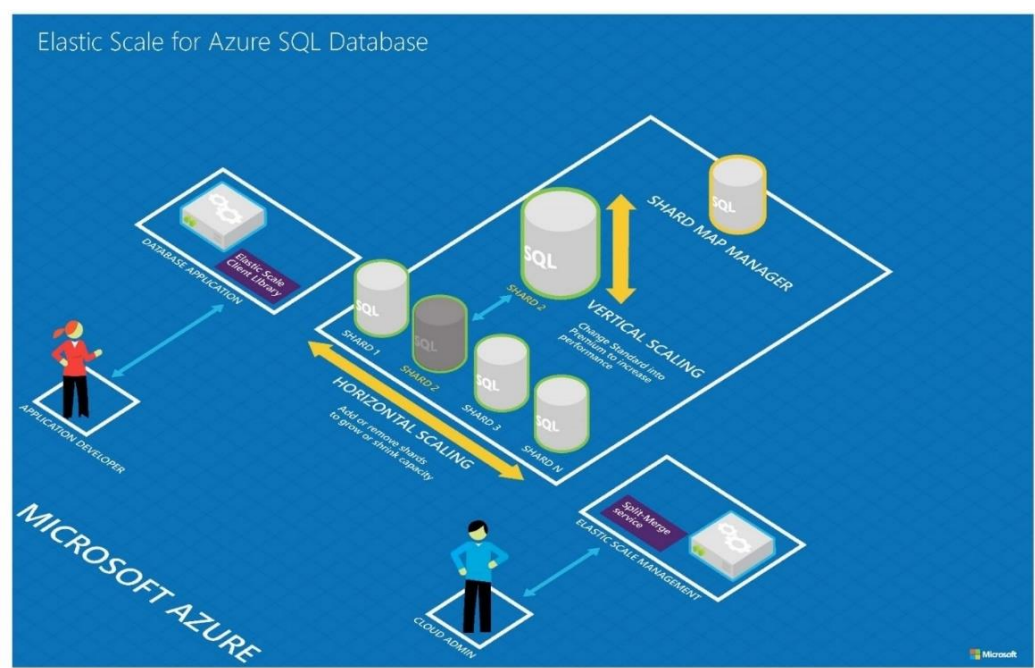 Elastic Scale for Azure SQL Database
SQL
SHARD MAP MANAGER
DATABASE APPLICATION
Elastic Scale
Client Library
SQL
SHARD 2
VERTICAL SCALING
Change Standard into
Premium to increase
performance
SQL
SHARD 1
SQL
SHARD 2
SQL
SHARD 3
SQL
SHARD N
HORIZONTAL SCALING
Add or remove shards
to grow or shrink capacity
APPLICATION DEVELOPER
Split-Merge
service
ELASTIC SCALE MANAGEMENT
CLOUD ADMIN
MICROSOFT AZURE
Microsoft